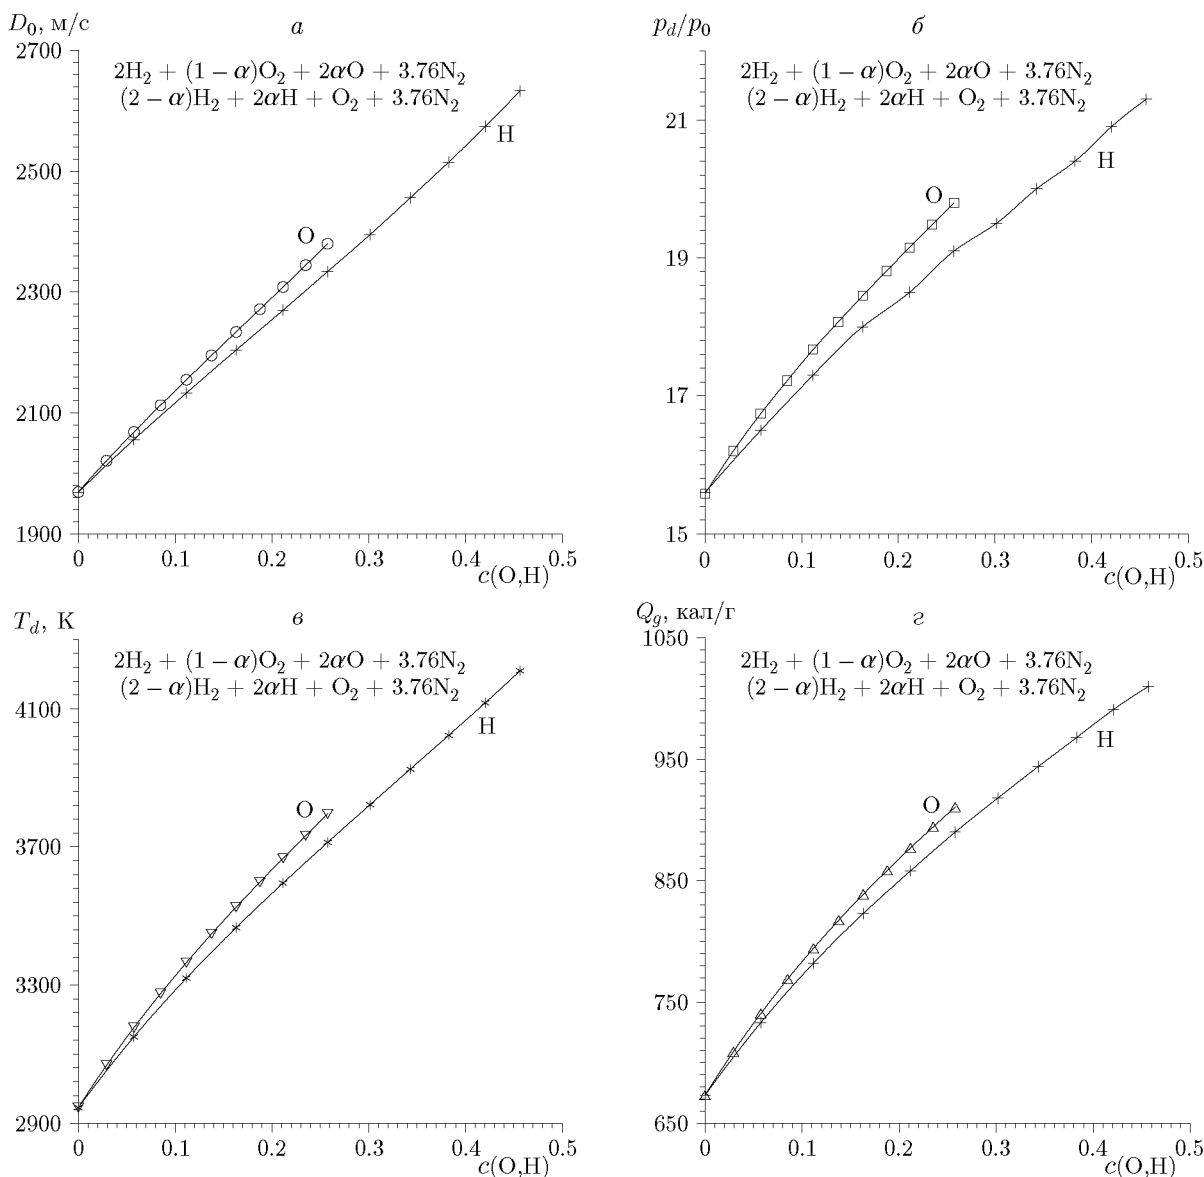 D₀, м/с
а
2700
2H₂ + (1 − α)O₂ + 2αO + 3.76N₂
(2 − α)H₂ + 2αH + O₂ + 3.76N₂
H
2500
O
2300
2100
1900
0 0.1 0.2 0.3 0.4 0.5
c(O,H)
p_d/p₀
б
2H₂ + (1 − α)O₂ + 2αO + 3.76N₂
(2 − α)H₂ + 2αH + O₂ + 3.76N₂
21
H
O
19
17
15
0 0.1 0.2 0.3 0.4 0.5
c(O,H)
T_d, К
в
2H₂ + (1 − α)O₂ + 2αO + 3.76N₂
(2 − α)H₂ + 2αH + O₂ + 3.76N₂
4100
H
O
3700
3300
2900
0 0.1 0.2 0.3 0.4 0.5
c(O,H)
Q_g, кал/г
г
1050
2H₂ + (1 − α)O₂ + 2αO + 3.76N₂
(2 − α)H₂ + 2αH + O₂ + 3.76N₂
H
950
O
850
750
650
0 0.1 0.2 0.3 0.4 0.5
c(O,H)